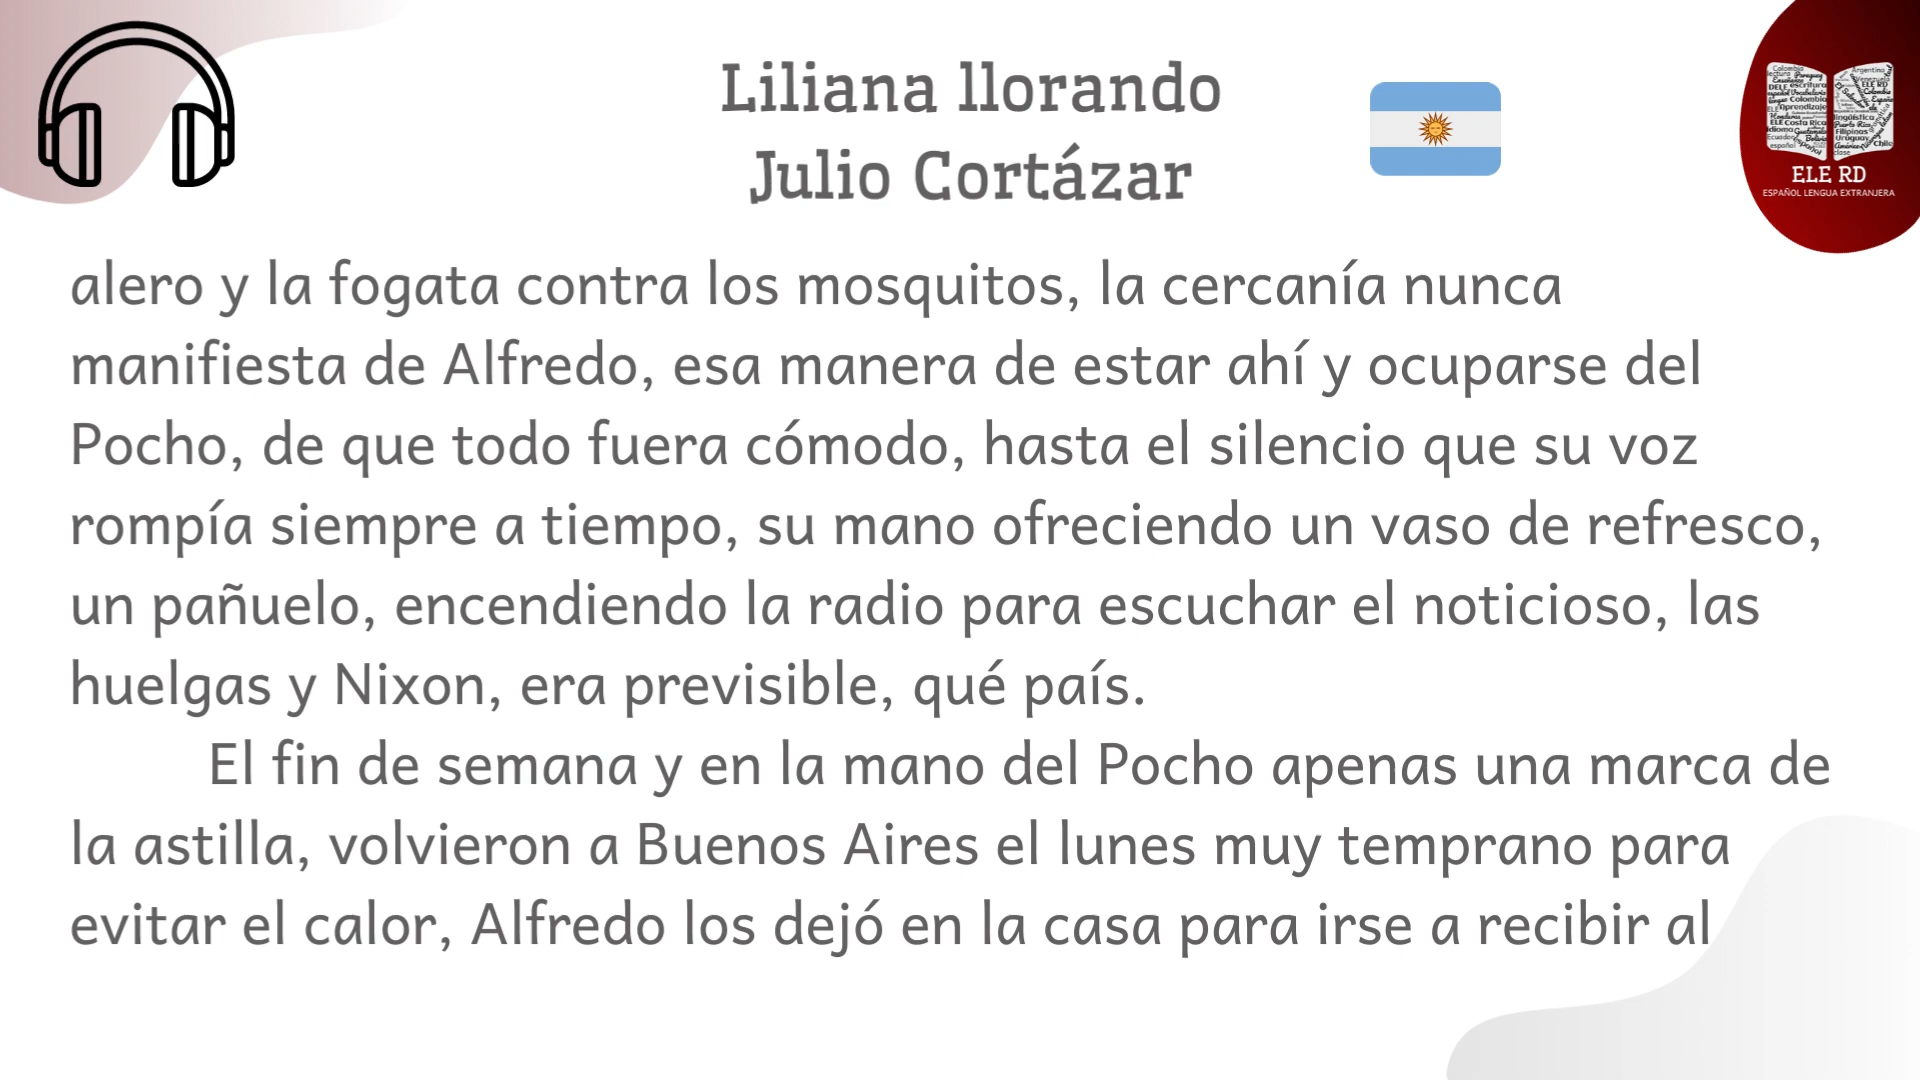 Liliana llorando
Julio Cortázar
ELE RD
ESPAÑOL LENGUA EXTRANJERA
alero y la fogata contra los mosquitos, la cercanía nunca
manifiesta de Alfredo, esa manera de estar ahí y ocuparse del
Pocho, de que todo fuera cómodo, hasta el silencio que su voz
rompía siempre a tiempo, su mano ofreciendo un vaso de refresco,
un pañuelo, encendiendo la radio para escuchar el noticioso, las
huelgas y Nixon, era previsible, qué país.
El fin de semana y en la mano del Pocho apenas una marca de
la astilla, volvieron a Buenos Aires el lunes muy temprano para
evitar el calor, Alfredo los dejó en la casa para irse a recibir al